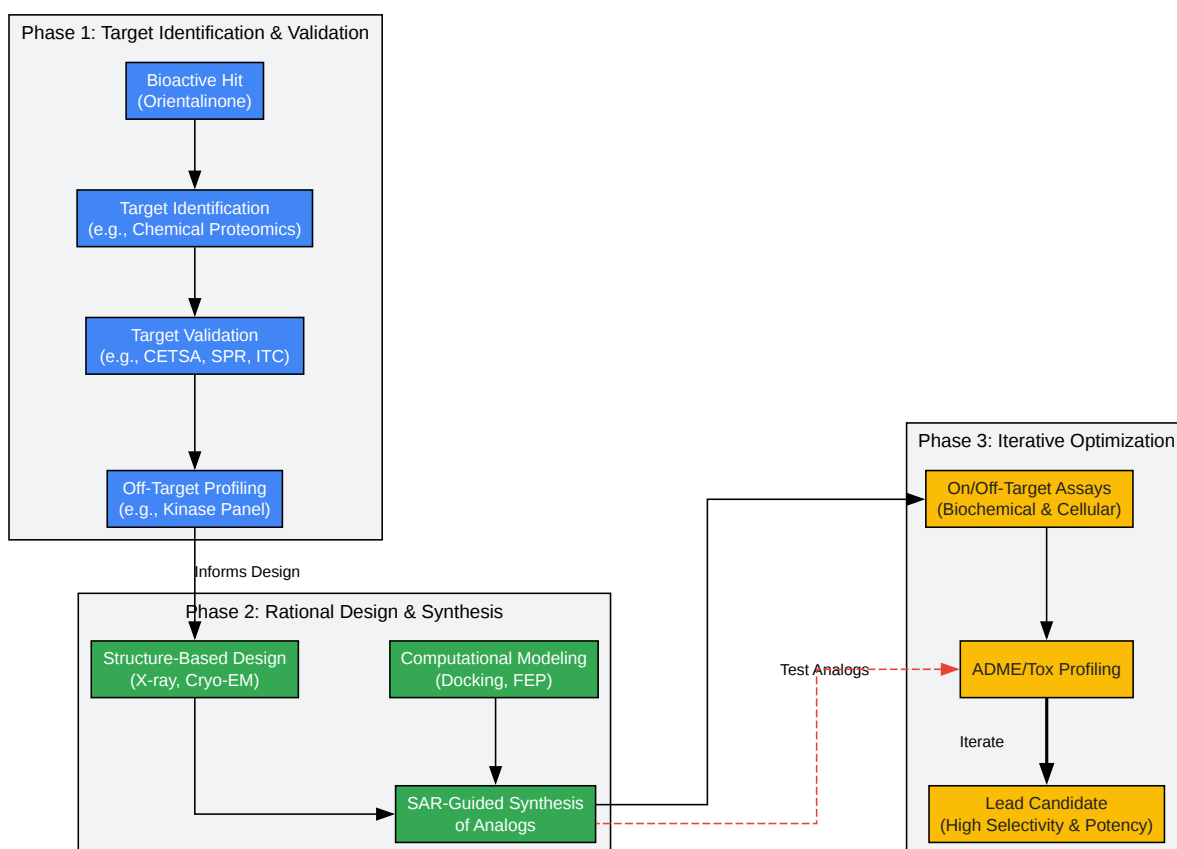 Phase 1: Target Identification & Validation
Bioactive Hit
(Orientalinone)
Target Identification
(e.g., Chemical Proteomics)
Target Validation
(e.g., CETSA, SPR, ITC)
Off-Target Profiling
(e.g., Kinase Panel)
Informs Design
Phase 2: Rational Design & Synthesis
Structure-Based Design
(X-ray, Cryo-EM)
Computational Modeling
(Docking, FEP)
SAR-Guided Synthesis
of Analogs
Test Analogs
Phase 3: Iterative Optimization
On/Off-Target Assays
(Biochemical & Cellular)
ADME/Tox Profiling
Iterate
Lead Candidate
(High Selectivity & Potency)